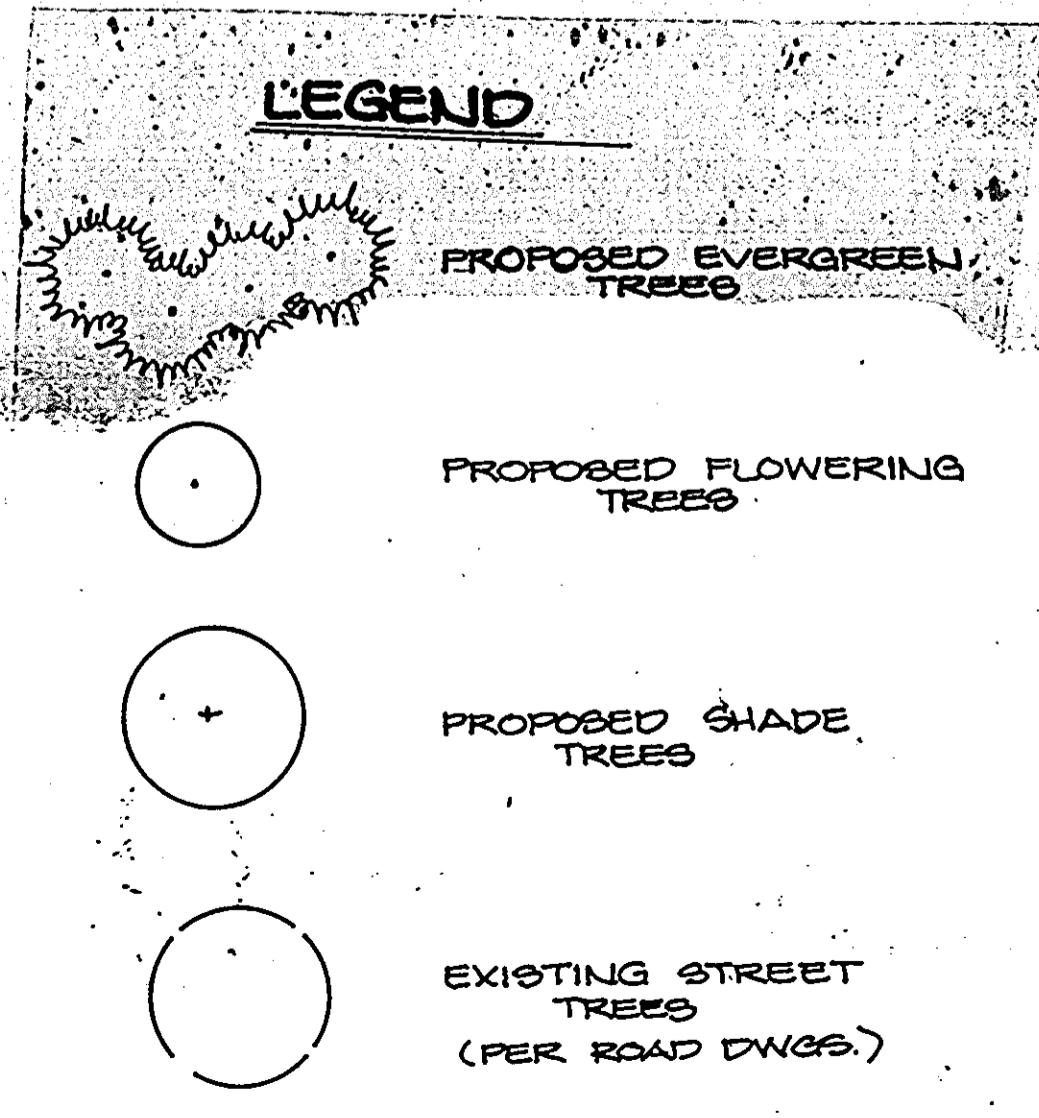 LEGEND
PROPOSED EVERGREEN
TREES
PROPOSED FLOWERING
TREES
PROPOSED SHADE
TREES
EXISTING STREET
TREES
(PER ROAD DWGS.)